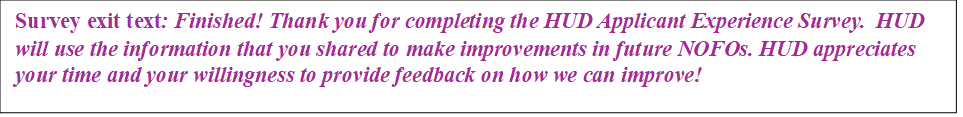 Survey exit text: Finished! Thank you for completing the HUD Applicant Experience Survey.  HUD
will use the information that you shared to make improvements in future NOFOs. HUD appreciates
your time and your willingness to provide feedback on how we can improve!